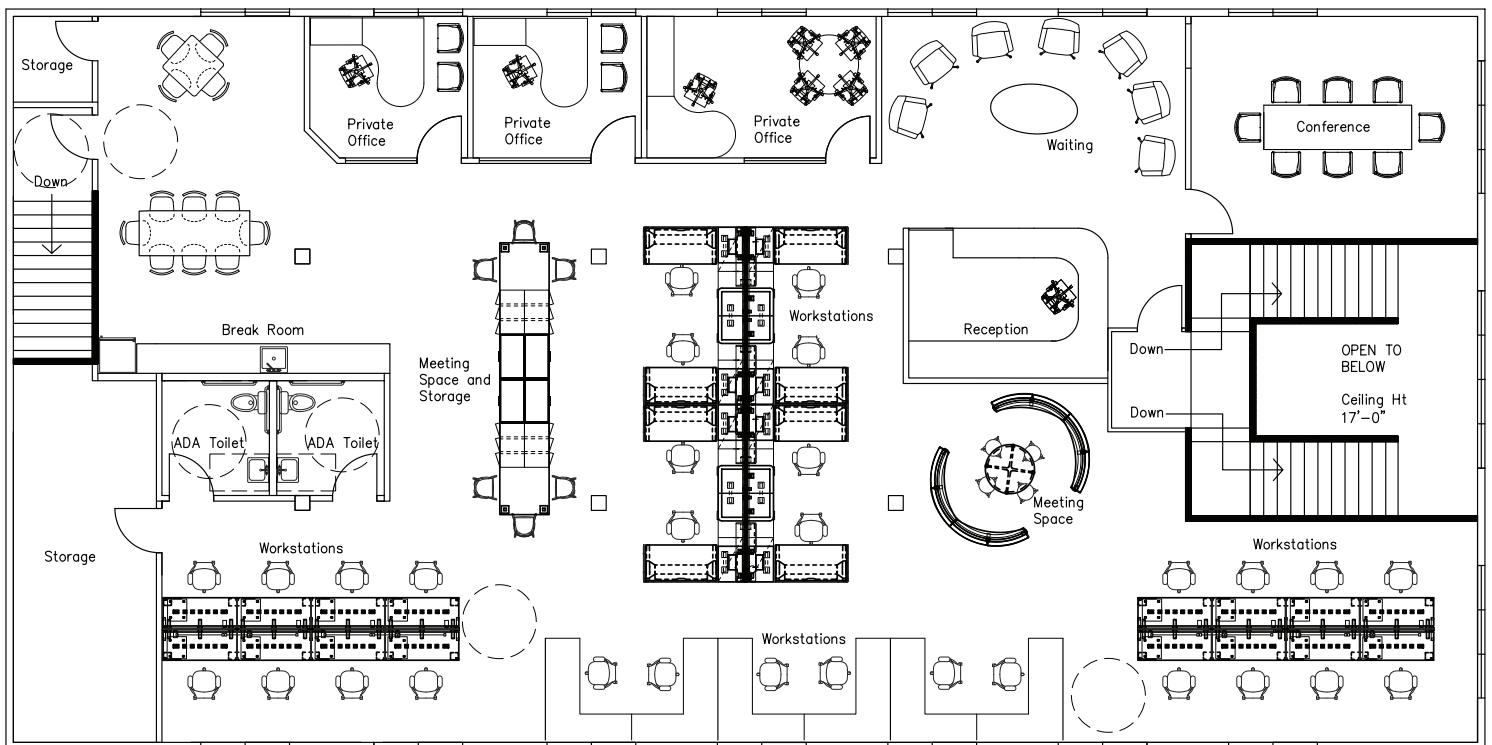 Storage
Private
Office
Private
Office
Private
Office
Waiting
Conference
Down
Break Room
Meeting
Space and
Storage
Workstations
Reception
Down
Down
OPEN TO
BELOW
Ceiling Ht
17'-0"
ADA Toilet
ADA Toilet
Meeting
Space
Storage
Workstations
Workstations
Workstations